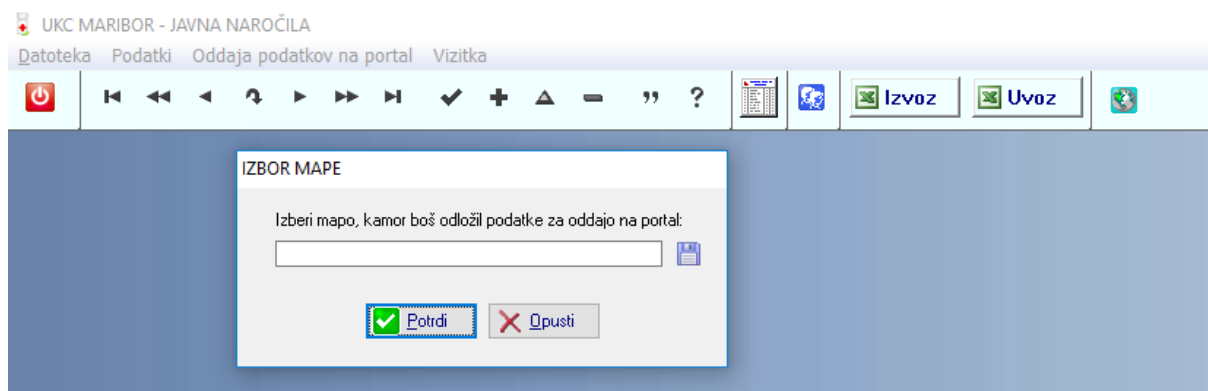 UKC MARIBOR - JAVNA NAROČILA
Datoteka Podatki Oddaja podatkov na portal Vizitka
Izvoz Uvoz
IZBOR MAPE
Izberi mapo, kamor boš odložil podatke za oddajo na portal:
Potrdi Opusti